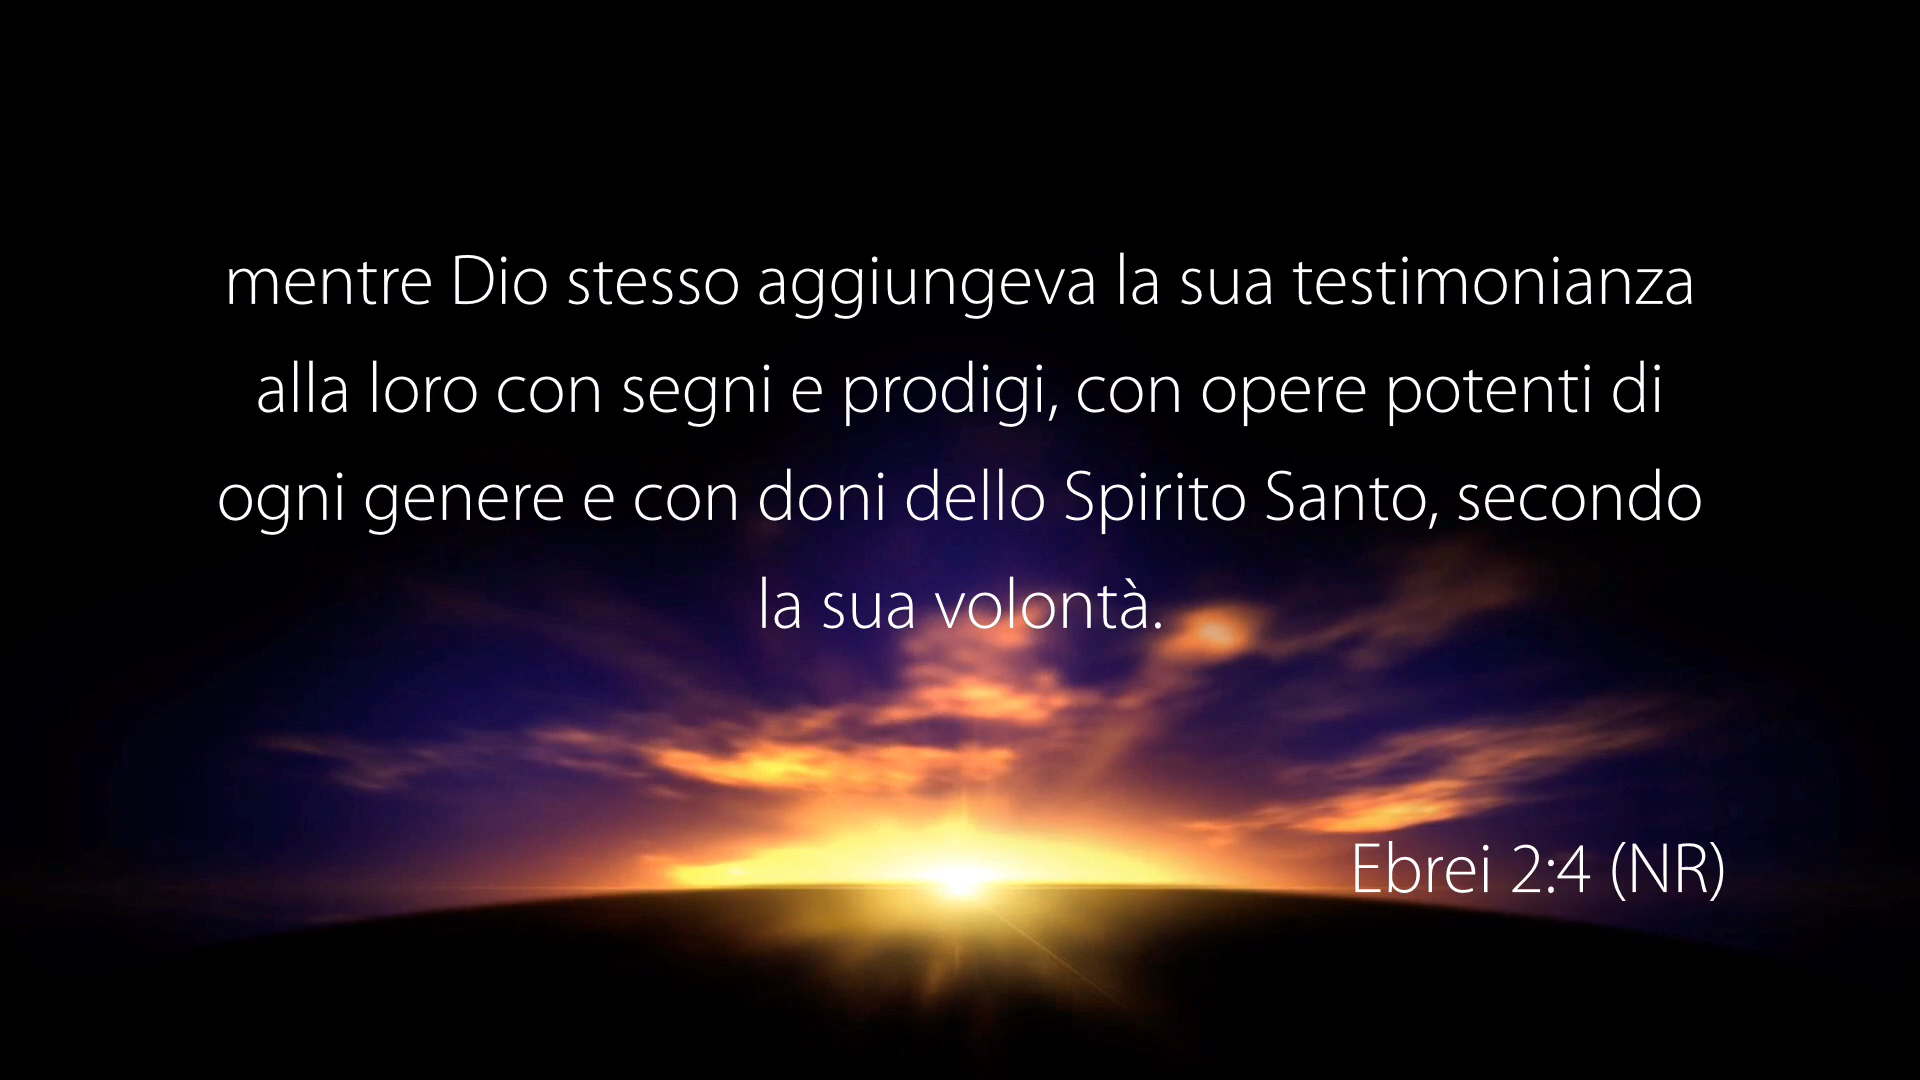 mentre Dio stesso aggiungeva la sua testimonianza
alla loro con segni e prodigi, con opere potenti di
ogni genere e con doni dello Spirito Santo, secondo
la sua volontà.
Ebrei 2:4 (NR)